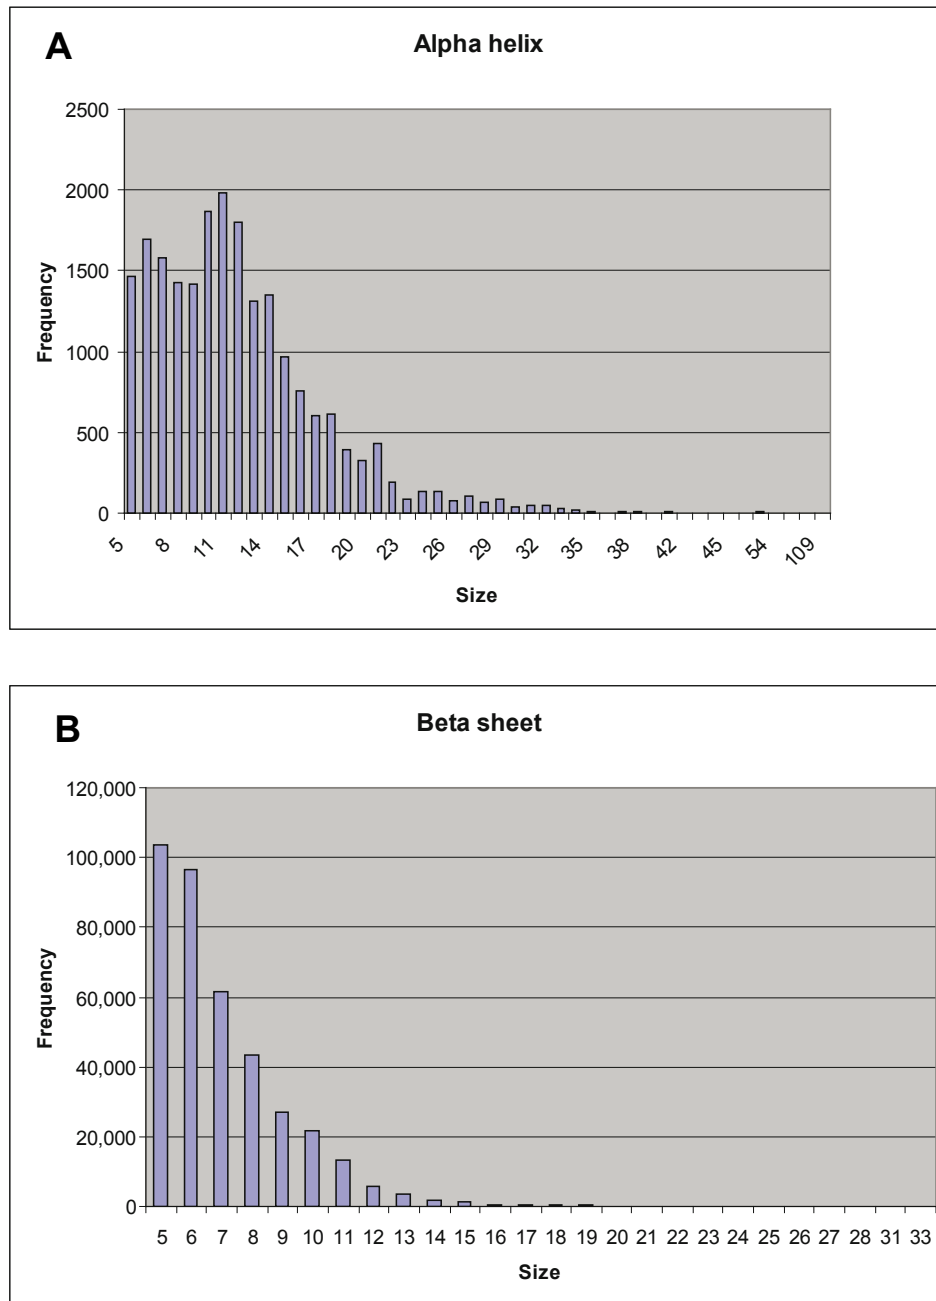 A
Alpha helix
2500
2000
1500
1000
500
0
Frequency
5 8 11 14 17 20 23 26 29 32 35 38 42 45 54 109
Size
B
Beta sheet
120,000
100,000
80,000
60,000
40,000
20,000
0
Frequency
5 6 7 8 9 10 11 12 13 14 15 16 17 18 19 20 21 22 23 24 25 26 27 28 31 33
Size